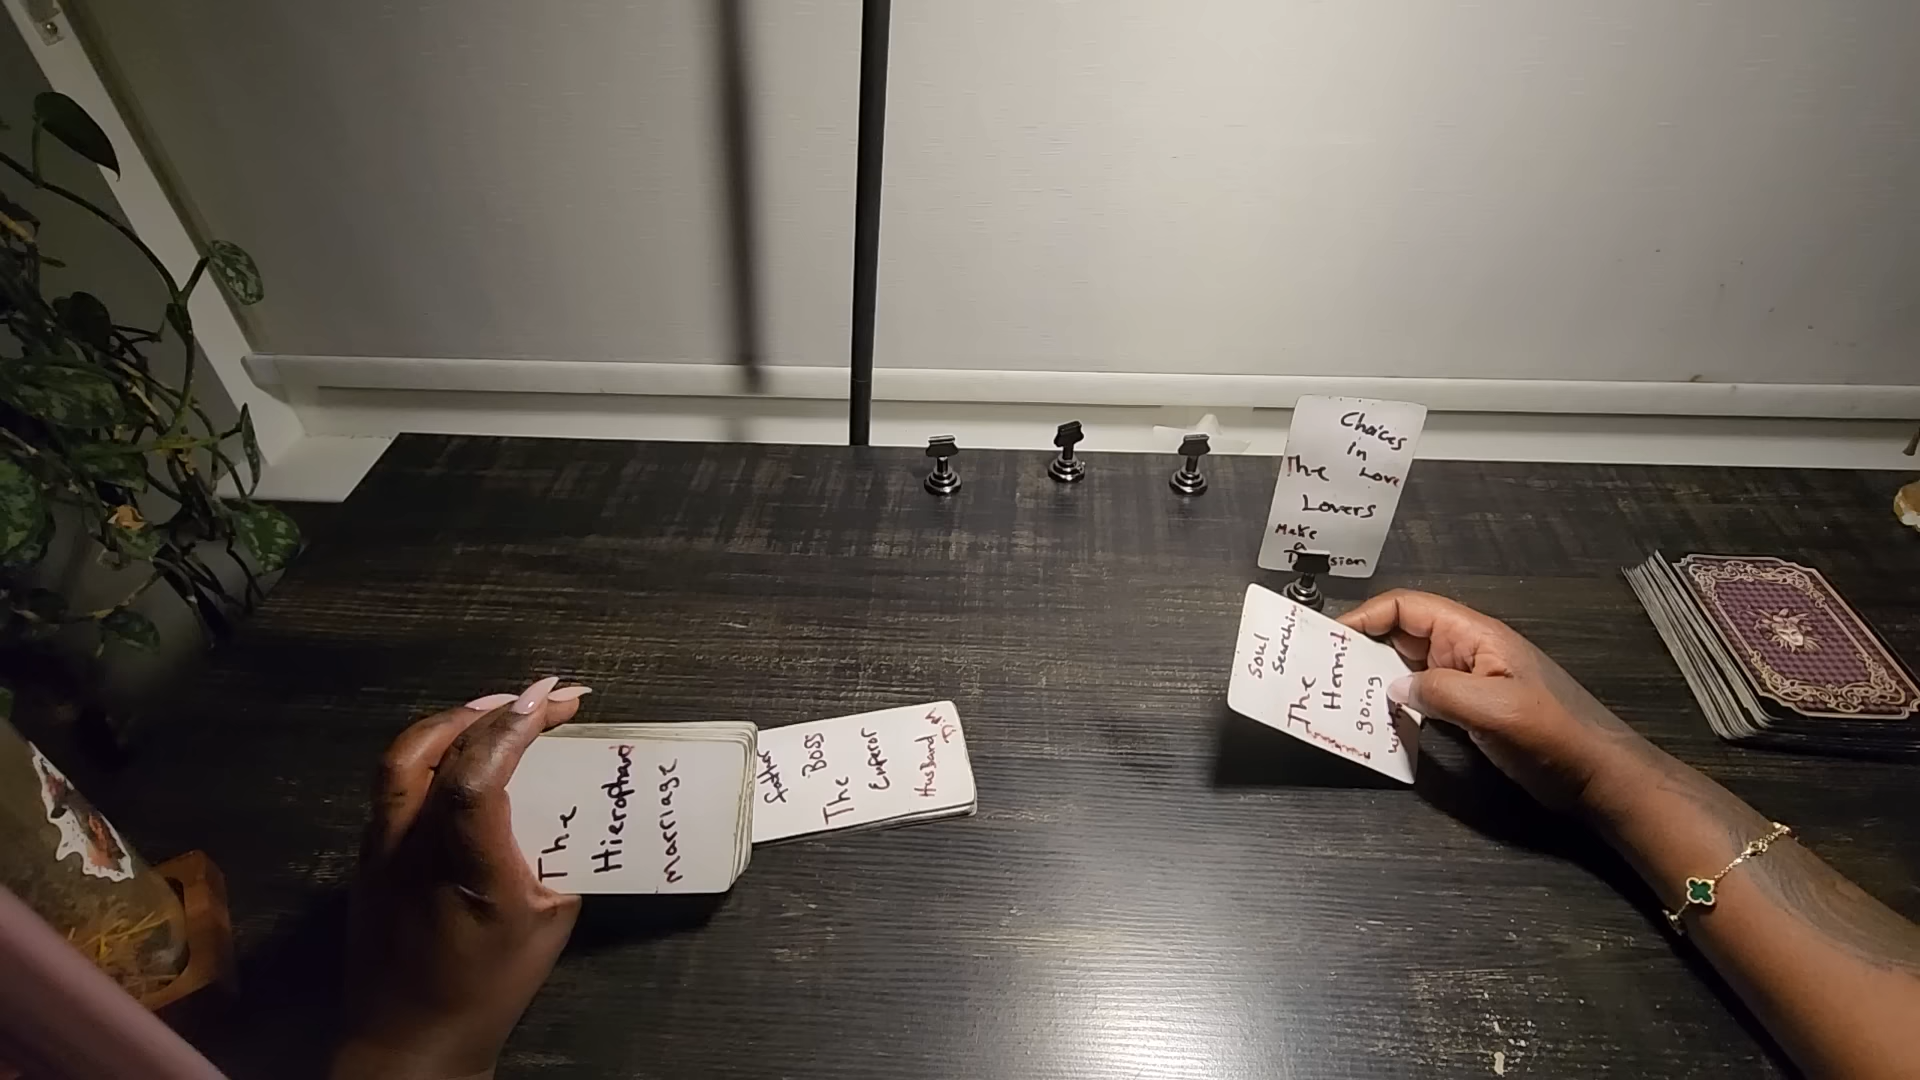 Choices
in
Love
The
Lovers
Make
a
soul
searching
The
Hermit
going
The
Hierophant
marriage
father
Boss
The
Emperor
HusBand